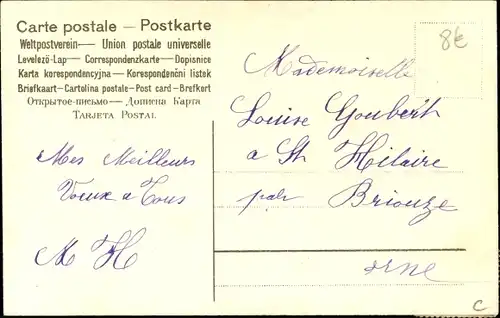 Carte postale — Postkarte
Weltpostverein — Union postale universelle
Levelező-Lap — Correspondenzkarte — Dopisnice
Karta korespondencyjna — Korespondenční lístek
Briefkaart — Cartolina postale — Post card — Brefkort
Открытое-письмо — Дописна Карта
TARJETA POSTAL
Mes Meilleurs
Voeux a Tous
M H
8€
Mademoiselle
Louise Goubert
a St Hilaire
par Briouze
orne
C